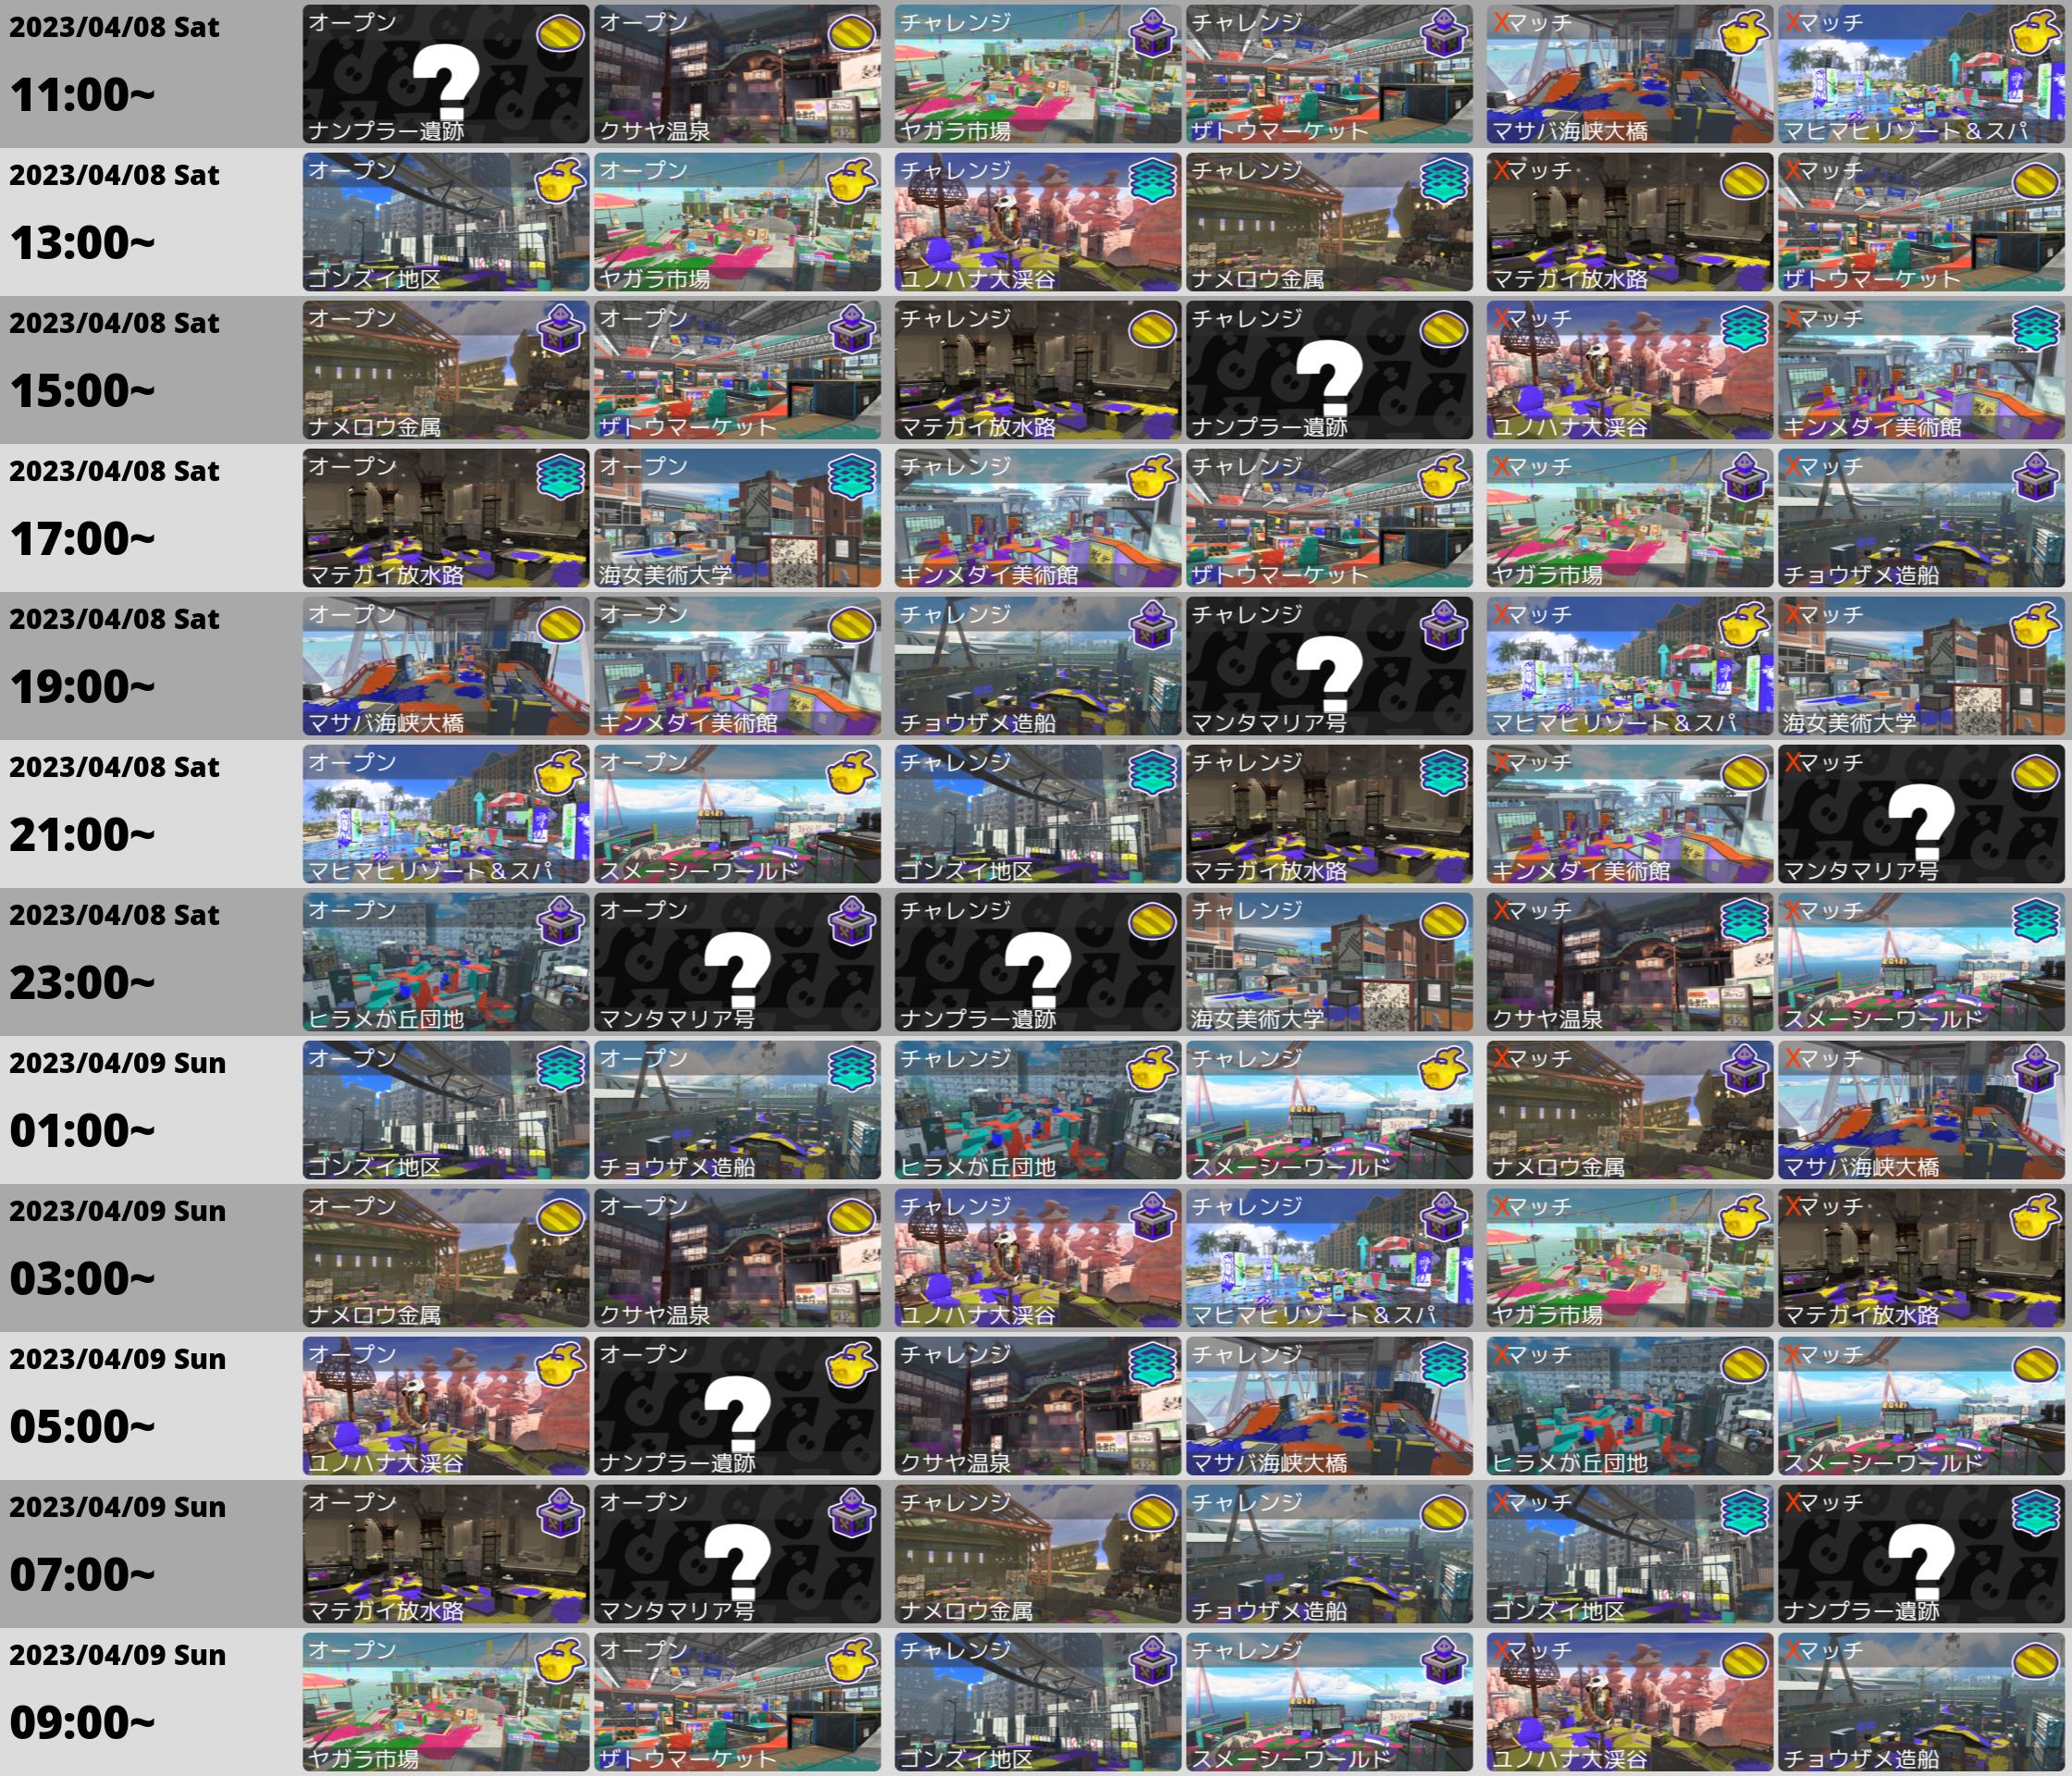 2023/04/08 Sat
11:00~
オープン オープン チャレンジ チャレンジ Xマッチ Xマッチ
ナンプラー遺跡 クサヤ温泉 ヤガラ市場 ザトウマーケット マサバ海峡大橋 マヒマヒリゾート＆スパ
2023/04/08 Sat
13:00~
オープン オープン チャレンジ チャレンジ Xマッチ Xマッチ
ゴンズイ地区 ヤガラ市場 ユノハナ大渓谷 ナメロウ金属 マテガイ放水路 ザトウマーケット
2023/04/08 Sat
15:00~
オープン オープン チャレンジ チャレンジ Xマッチ Xマッチ
ナメロウ金属 ザトウマーケット マテガイ放水路 ナンプラー遺跡 ユノハナ大渓谷 キンメダイ美術館
2023/04/08 Sat
17:00~
オープン オープン チャレンジ チャレンジ Xマッチ Xマッチ
マテガイ放水路 海女美術大学 キンメダイ美術館 ザトウマーケット ヤガラ市場 チョウザメ造船
2023/04/08 Sat
19:00~
オープン オープン チャレンジ チャレンジ Xマッチ Xマッチ
マサバ海峡大橋 キンメダイ美術館 チョウザメ造船 マンタマリア号 マヒマヒリゾート＆スパ 海女美術大学
2023/04/08 Sat
21:00~
オープン オープン チャレンジ チャレンジ Xマッチ Xマッチ
マヒマヒリゾート＆スパ スメーシーワールド ゴンズイ地区 マテガイ放水路 キンメダイ美術館 マンタマリア号
2023/04/08 Sat
23:00~
オープン オープン チャレンジ チャレンジ Xマッチ Xマッチ
ヒラメが丘団地 マンタマリア号 ナンプラー遺跡 海女美術大学 クサヤ温泉 スメーシーワールド
2023/04/09 Sun
01:00~
オープン オープン チャレンジ チャレンジ Xマッチ Xマッチ
ゴンズイ地区 チョウザメ造船 ヒラメが丘団地 スメーシーワールド ナメロウ金属 マサバ海峡大橋
2023/04/09 Sun
03:00~
オープン オープン チャレンジ チャレンジ Xマッチ Xマッチ
ナメロウ金属 クサヤ温泉 ユノハナ大渓谷 マヒマヒリゾート＆スパ ヤガラ市場 マテガイ放水路
2023/04/09 Sun
05:00~
オープン オープン チャレンジ チャレンジ Xマッチ Xマッチ
ユノハナ大渓谷 ナンプラー遺跡 クサヤ温泉 マサバ海峡大橋 ヒラメが丘団地 スメーシーワールド
2023/04/09 Sun
07:00~
オープン オープン チャレンジ チャレンジ Xマッチ Xマッチ
マテガイ放水路 マンタマリア号 ナメロウ金属 チョウザメ造船 ゴンズイ地区 ナンプラー遺跡
2023/04/09 Sun
09:00~
オープン オープン チャレンジ チャレンジ Xマッチ Xマッチ
ヤガラ市場 ザトウマーケット ゴンズイ地区 スメーシーワールド ユノハナ大渓谷 チョウザメ造船